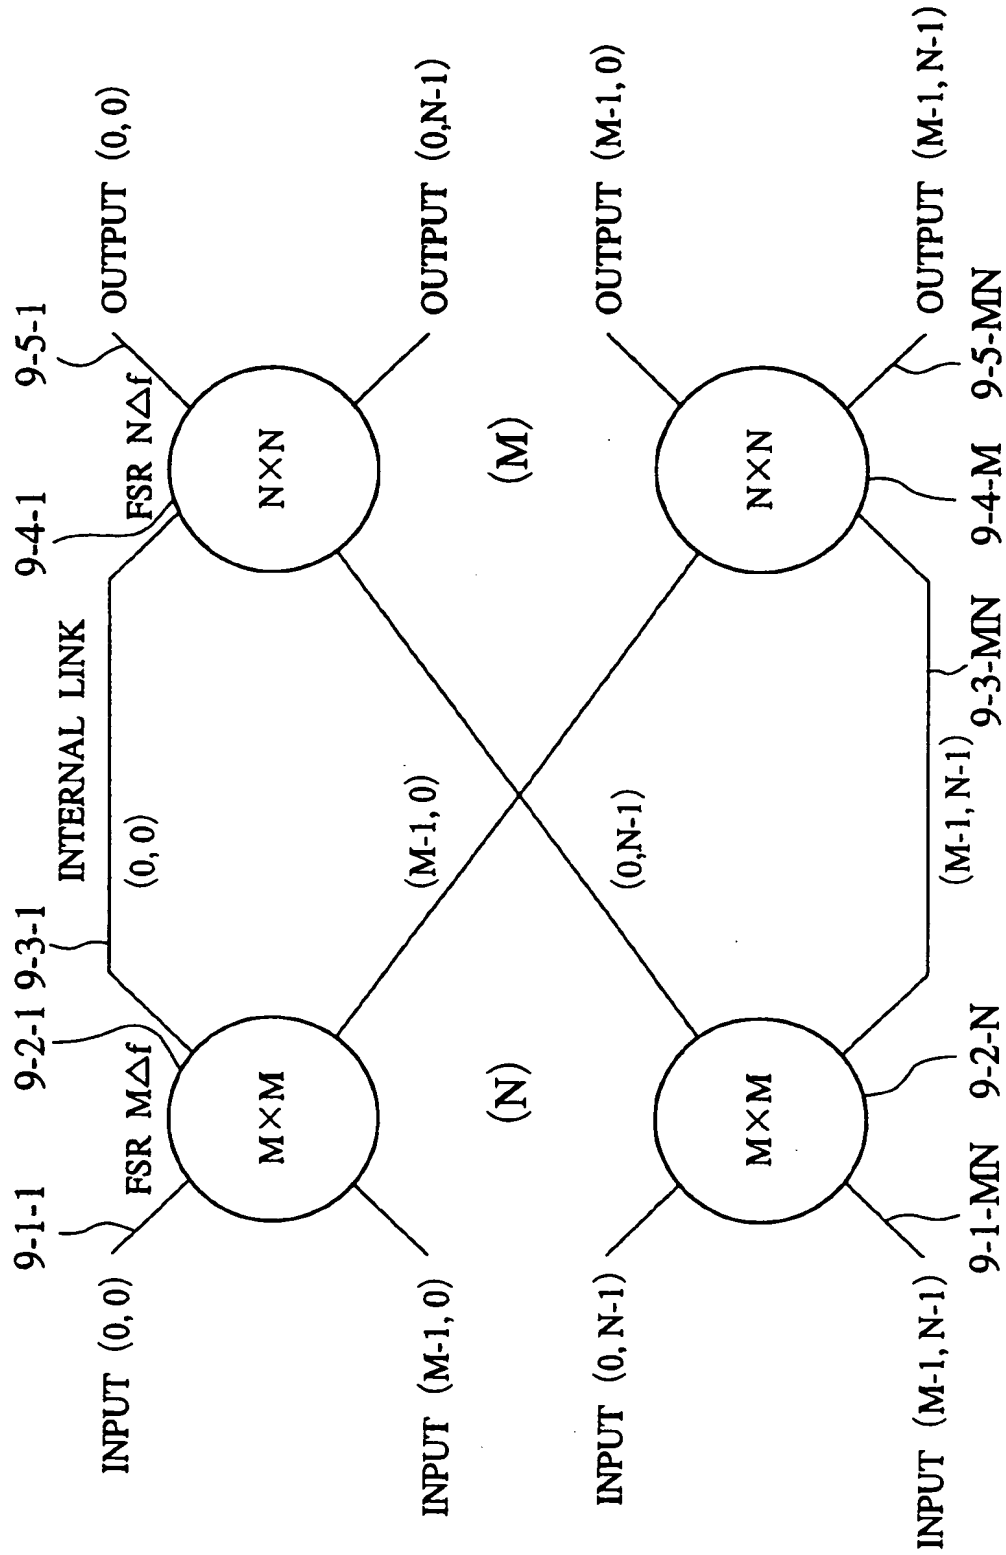 9-1-1
9-2-1
9-3-1
9-4-1
9-5-1
FSR M△f
INTERNAL LINK
FSR N△f
INPUT (0, 0)
(0, 0)
OUTPUT (0, 0)
M×M
N×N
INPUT (M-1, 0)
(M-1, 0)
OUTPUT (0,N-1)
(N)
(M)
INPUT (0, N-1)
(0,N-1)
OUTPUT (M-1, 0)
M×M
N×N
INPUT (M-1, N-1)
(M-1, N-1)
OUTPUT (M-1, N-1)
9-1-MN
9-2-N
9-3-MN
9-4-M
9-5-MN